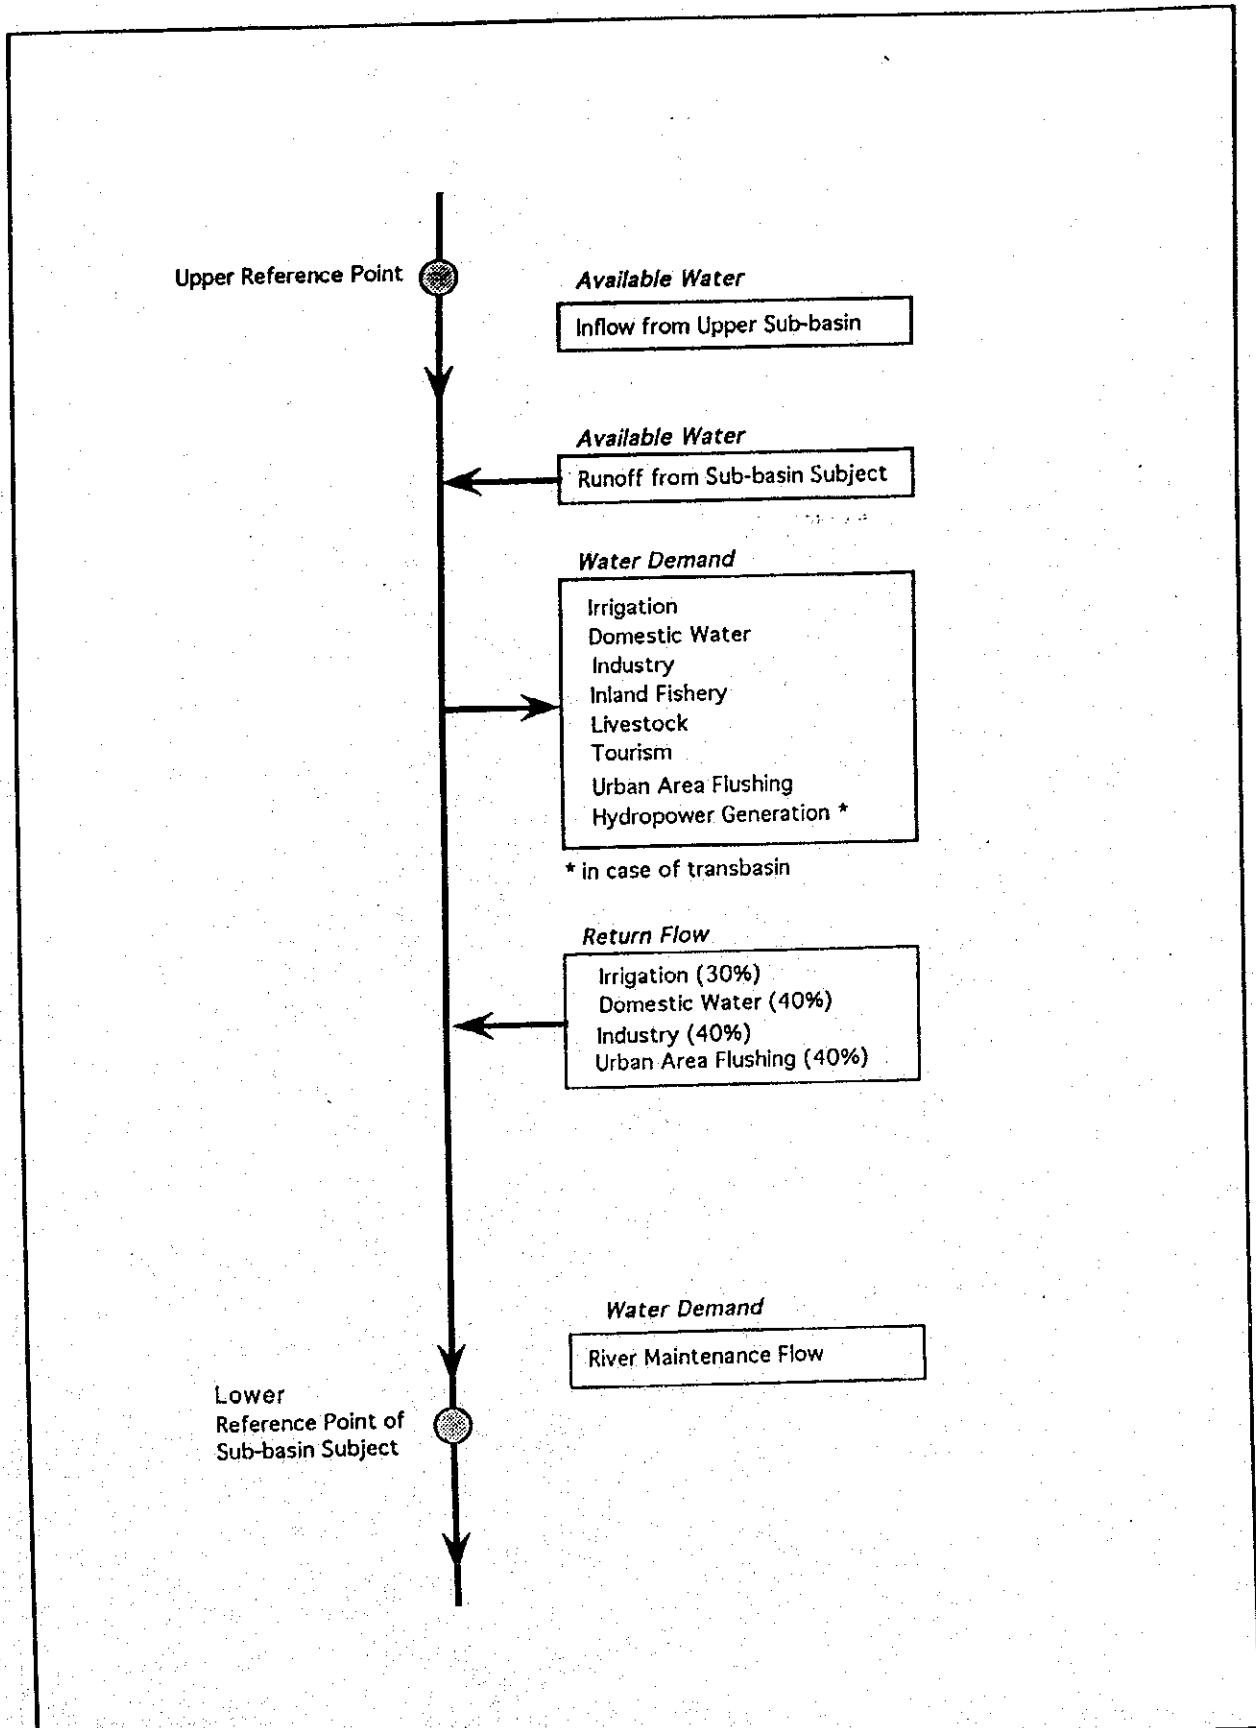 Upper Reference Point
Available Water
Inflow from Upper Sub-basin
Available Water
Runoff from Sub-basin Subject
Water Demand
Irrigation
Domestic Water
Industry
Inland Fishery
Livestock
Tourism
Urban Area Flushing
Hydropower Generation *
* in case of transbasin
Return Flow
Irrigation (30%)
Domestic Water (40%)
Industry (40%)
Urban Area Flushing (40%)
Water Demand
River Maintenance Flow
Lower
Reference Point of
Sub-basin Subject